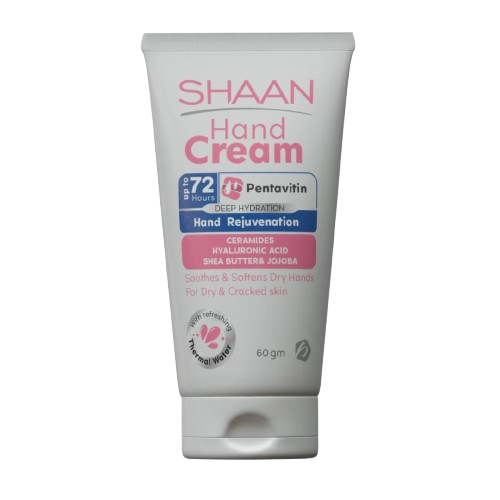 SHAAN
Hand
Cream
up to 72 Hours
Pentavitin
DEEP HYDRATION
Hand Rejuvenation
CERAMIDES
HYALURONIC ACID
SHEA BUTTER& JOJOBA
Soothes & Softens Dry Hands
For Dry & Cracked skin
With refreshing
Thermal Water
60 gm